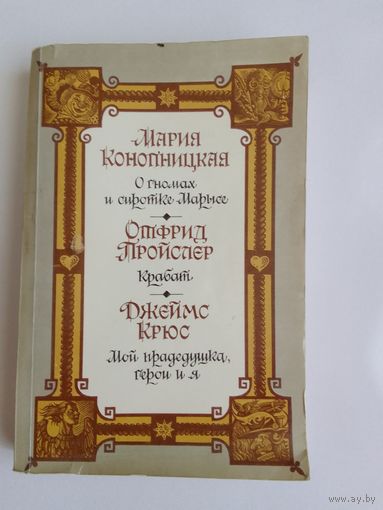 Мария
Конопницкая
О гномах
и сиротке Марысе
Отфрид
Пройслер
Крабат
Джеймс
Крюс
Мой прадедушка,
герои и я
www.ay.by